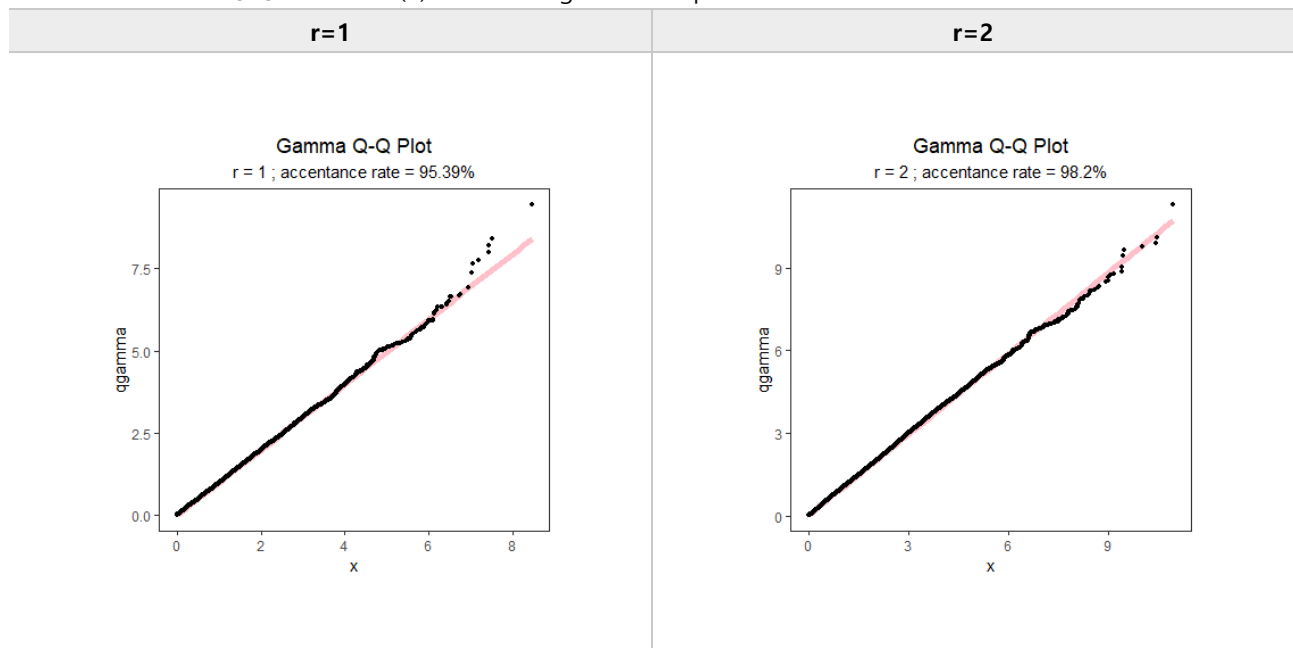 r=1
r=2
Gamma Q-Q Plot
r = 1 ; accentance rate = 95.39%
7.5
5.0
2.5
0.0
qgamma
0 2 4 6 8
x
Gamma Q-Q Plot
r = 2 ; accentance rate = 98.2%
9
6
3
0
qgamma
0 3 6 9
x